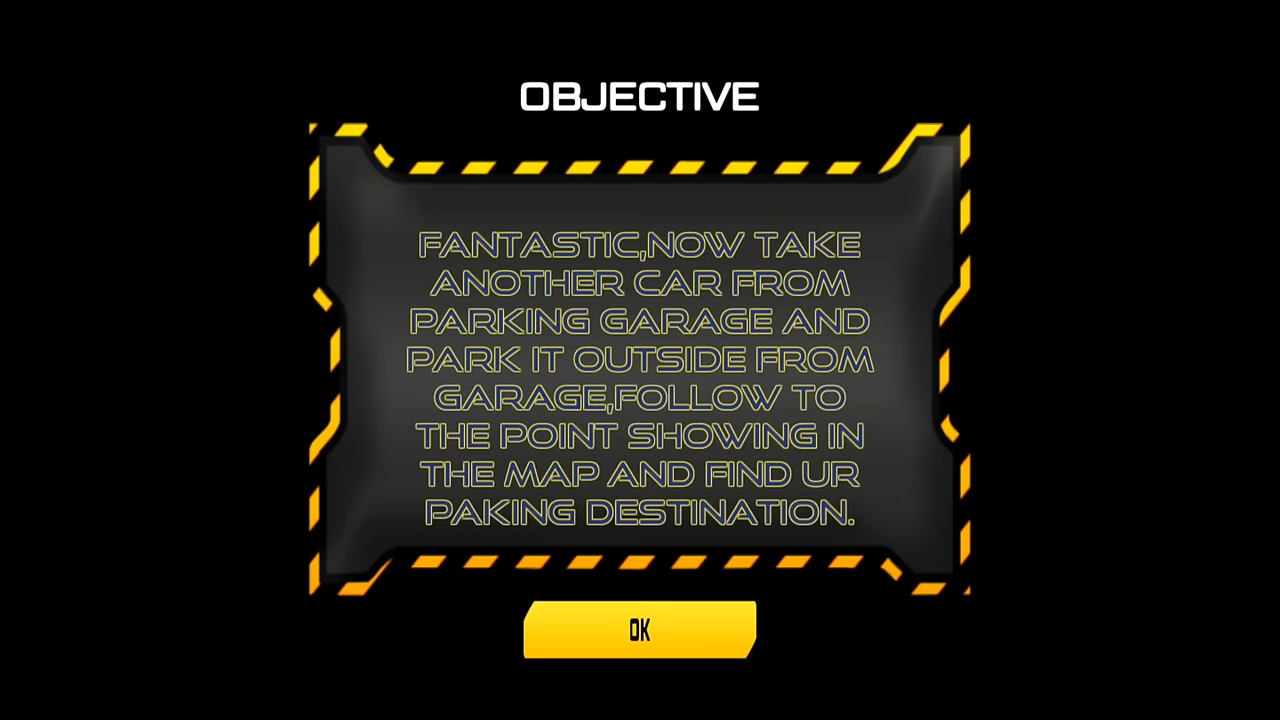 OBJECTIVE
FANTASTIC,NOW TAKE
ANOTHER CAR FROM
PARKING GARAGE AND
PARK IT OUTSIDE FROM
GARAGE,FOLLOW TO
THE POINT SHOWING IN
THE MAP AND FIND UR
PAKING DESTINATION.
OK